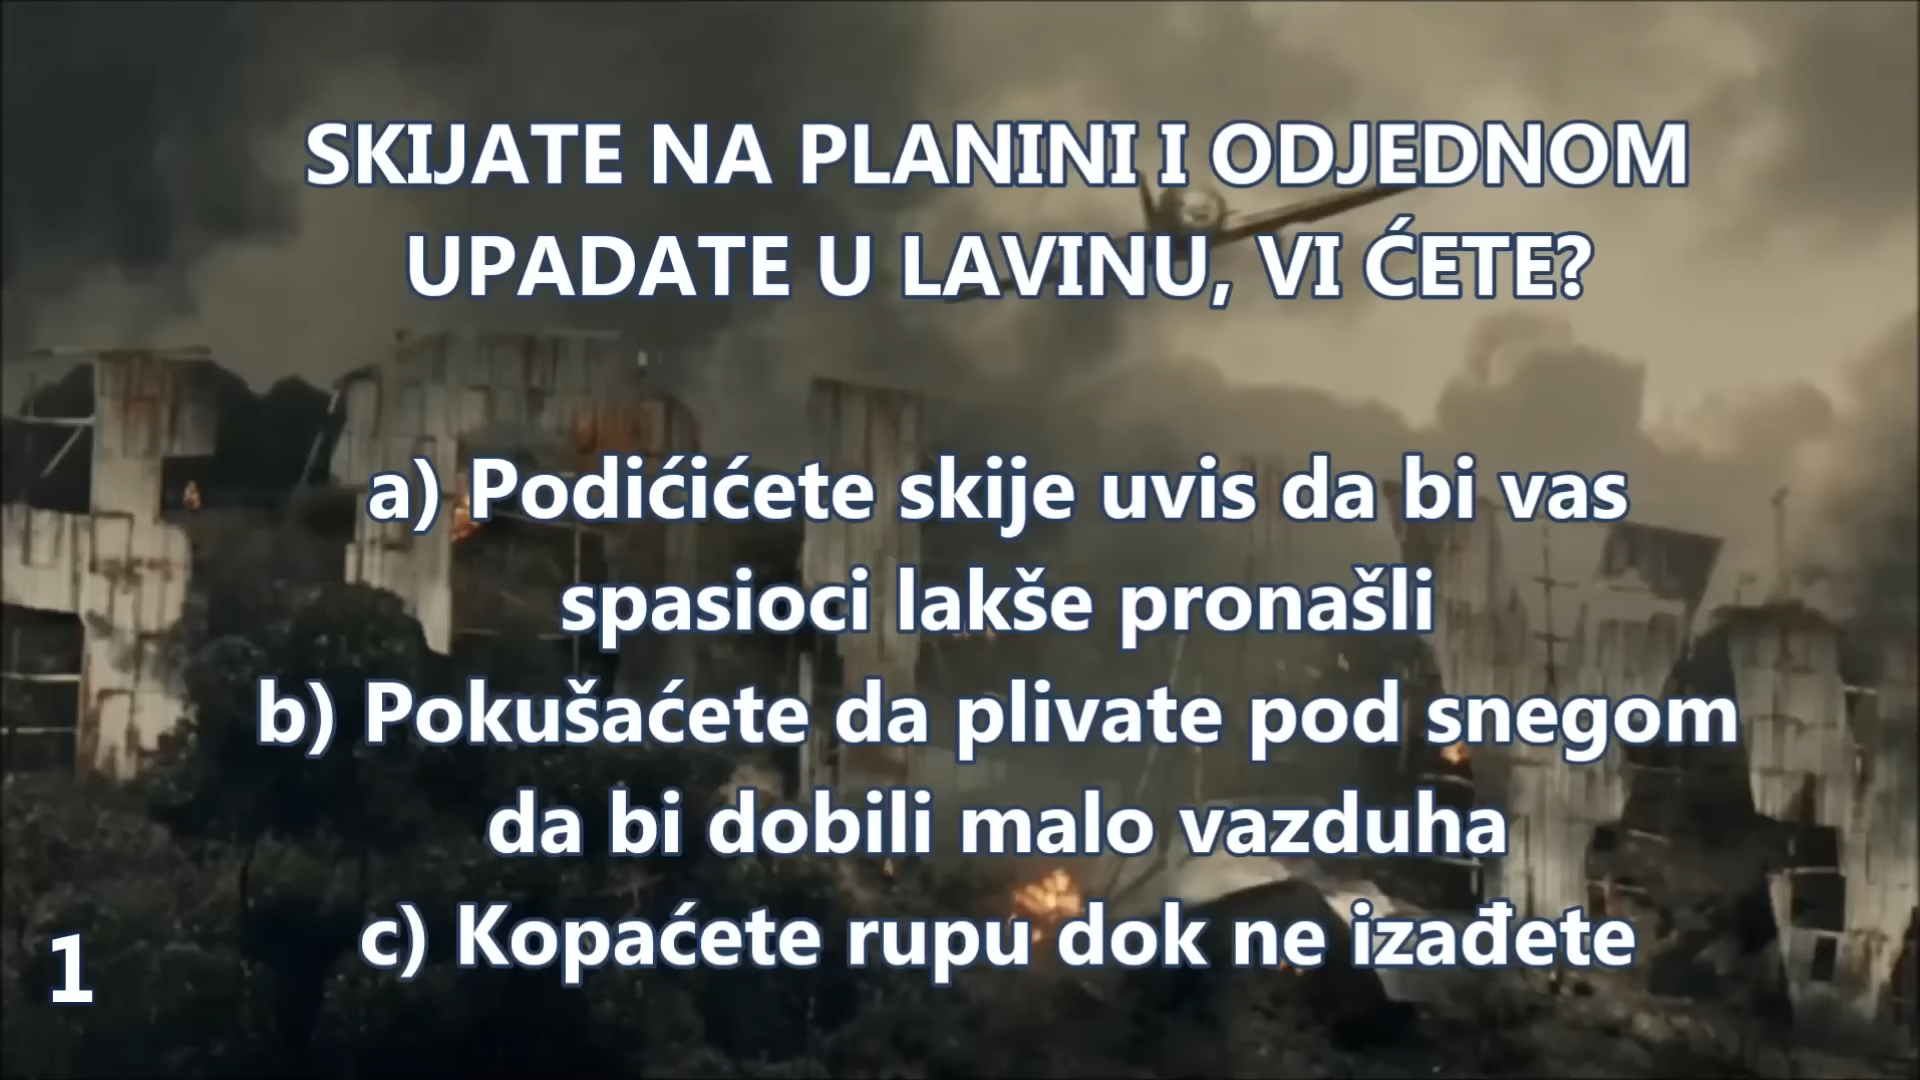 SKIJATE NA PLANINI I ODJEDNOM
UPADATE U LAVINU, VI ĆETE?
a) Podićićete skije uvis da bi vas
spasioci lakše pronašli
b) Pokušaćete da plivate pod snegom
da bi dobili malo vazduha
c) Kopaćete rupu dok ne izađete
1